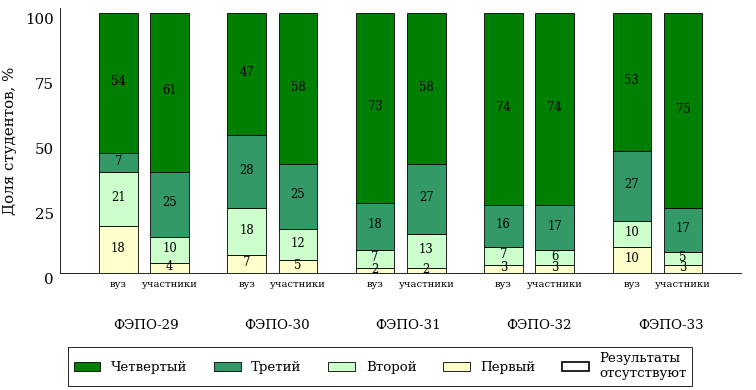 Доля студентов, %
100
75
50
25
0
54 61 47 58 73 58 74 74 53 75
7 25 28 25 18 27 16 17 27 17
21 10 18 12 7 13 7 6 10 5
18 4 7 5 2 2 3 3 10 3
вуз участники вуз участники вуз участники вуз участники вуз участники
ФЭПО-29 ФЭПО-30 ФЭПО-31 ФЭПО-32 ФЭПО-33
Четвертый Третий Второй Первый Результаты
отсутствуют